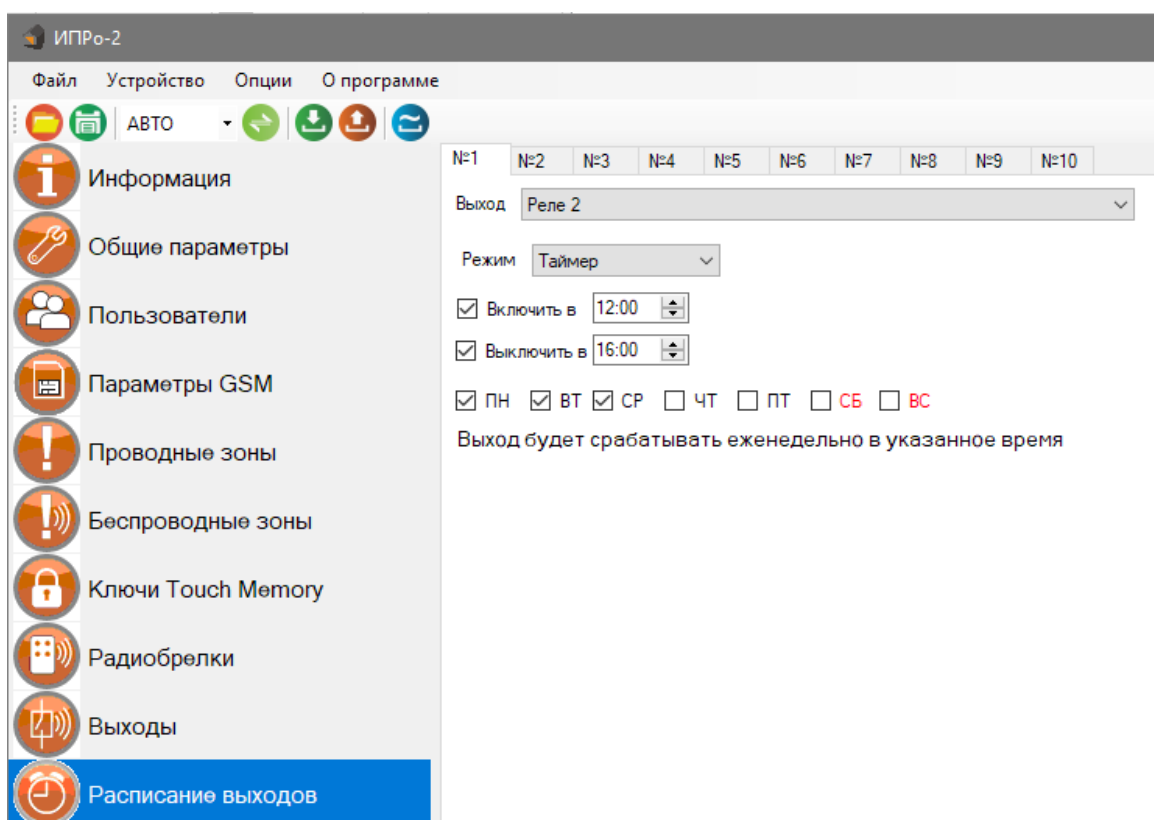 ИПРо-2
Файл Устройство Опции О программе
АВТО
Информация
Общие параметры
Пользователи
Параметры GSM
Проводные зоны
Беспроводные зоны
Ключи Touch Memory
Радиобрелки
Выходы
Расписание выходов
№1 №2 №3 №4 №5 №6 №7 №8 №9 №10
Выход Реле 2
Режим Таймер
Включить в 12:00
Выключить в 16:00
ПН ВТ СР ЧТ ПТ СБ ВС
Выход будет срабатывать еженедельно в указанное время